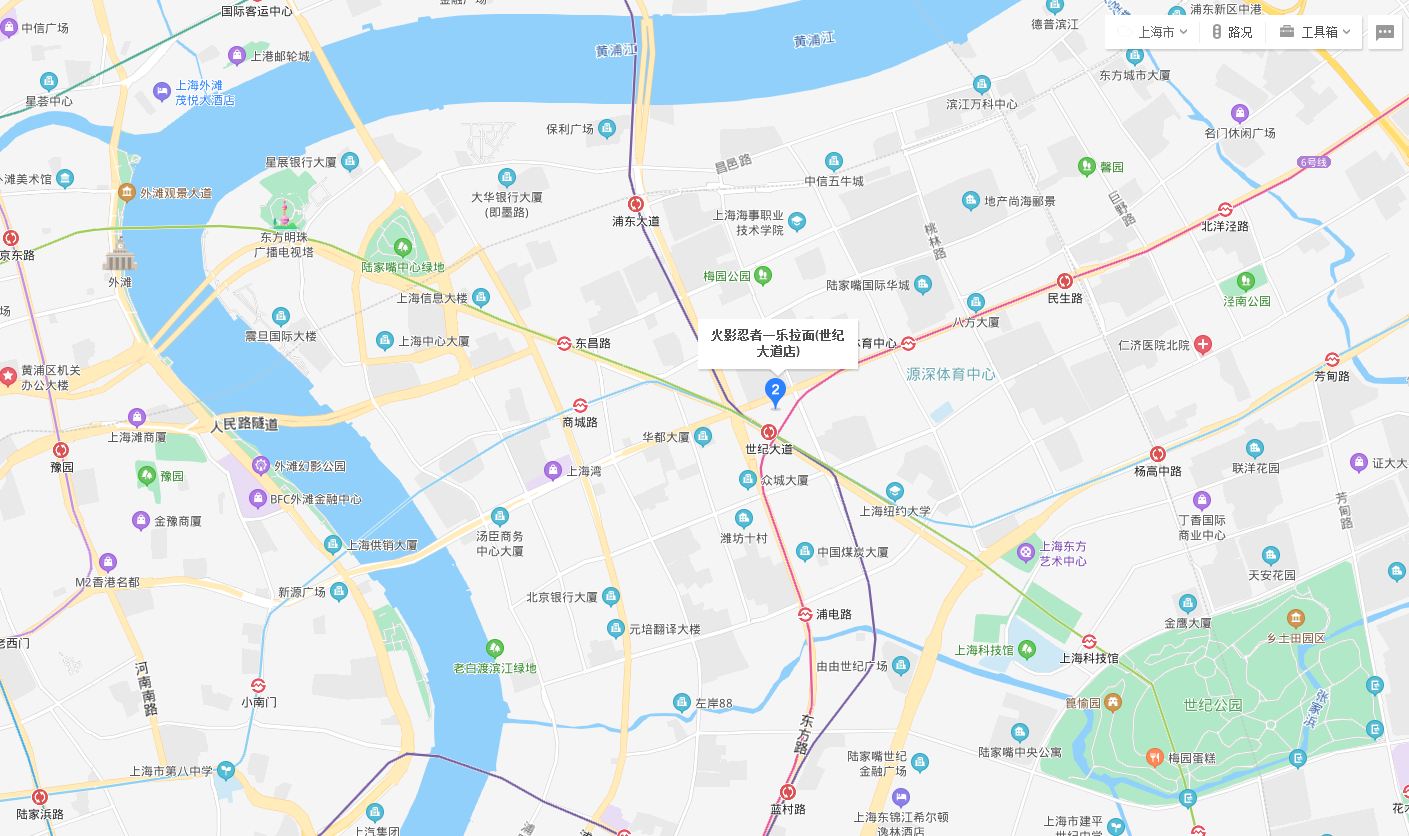 国际客运中心
中信广场
上港邮轮城
黄浦江
黄浦江
德普滨江
浦东新区中港
上海市
路况
工具箱
上海外滩
茂悦大酒店
星荟中心
滨江万科中心
东方城市大厦
名门休闲广场
保利广场
昌邑路
中信五牛城
6号线
馨园
星展银行大厦
外滩美术馆
外滩观景大道
大华银行大厦
(即墨路)
浦东大道
上海海事职业
技术学院
地产尚海郦景
巨野路
桃林路
北洋泾路
东方明珠
广播电视塔
陆家嘴中心绿地
京东路
外滩
梅园公园
陆家嘴国际华城
民生路
泾南公园
上海信息大楼
八方大厦
震旦国际大楼
上海中心大厦
东昌路
火影忍者一乐拉面(世纪
大道店)
体育中心
仁济医院北院
源深体育中心
芳甸路
黄浦区机关
办公大楼
2
人民路隧道
上海滩商厦
商城路
华都大厦
世纪大道
豫园
豫园
外滩幻影公园
上海湾
众城大厦
杨高中路
联洋花园
证大大
BFC外滩金融中心
上海纽约大学
芳甸路
金豫商厦
汤臣商务
中心大厦
潍坊十村
丁香国际
商业中心
上海供销大厦
中国煤炭大厦
上海东方
艺术中心
M2香港名都
新源广场
北京银行大厦
天安花园
元培翻译大楼
浦电路
金鹰大厦
乡土田园区
老西门
老白渡滨江绿地
上海科技馆
上海科技馆
由由世纪广场
河南南路
小南门
左岸88
篦愉园
世纪公园
张家浜
东方路
陆家嘴中央公寓
梅园蛋糕
陆家嘴世纪
金融广场
上海市第八中学
陆家浜路
蓝村路
上汽集团
上海东锦江希尔顿
逸林酒店
上海市建平
世纪中学
花木